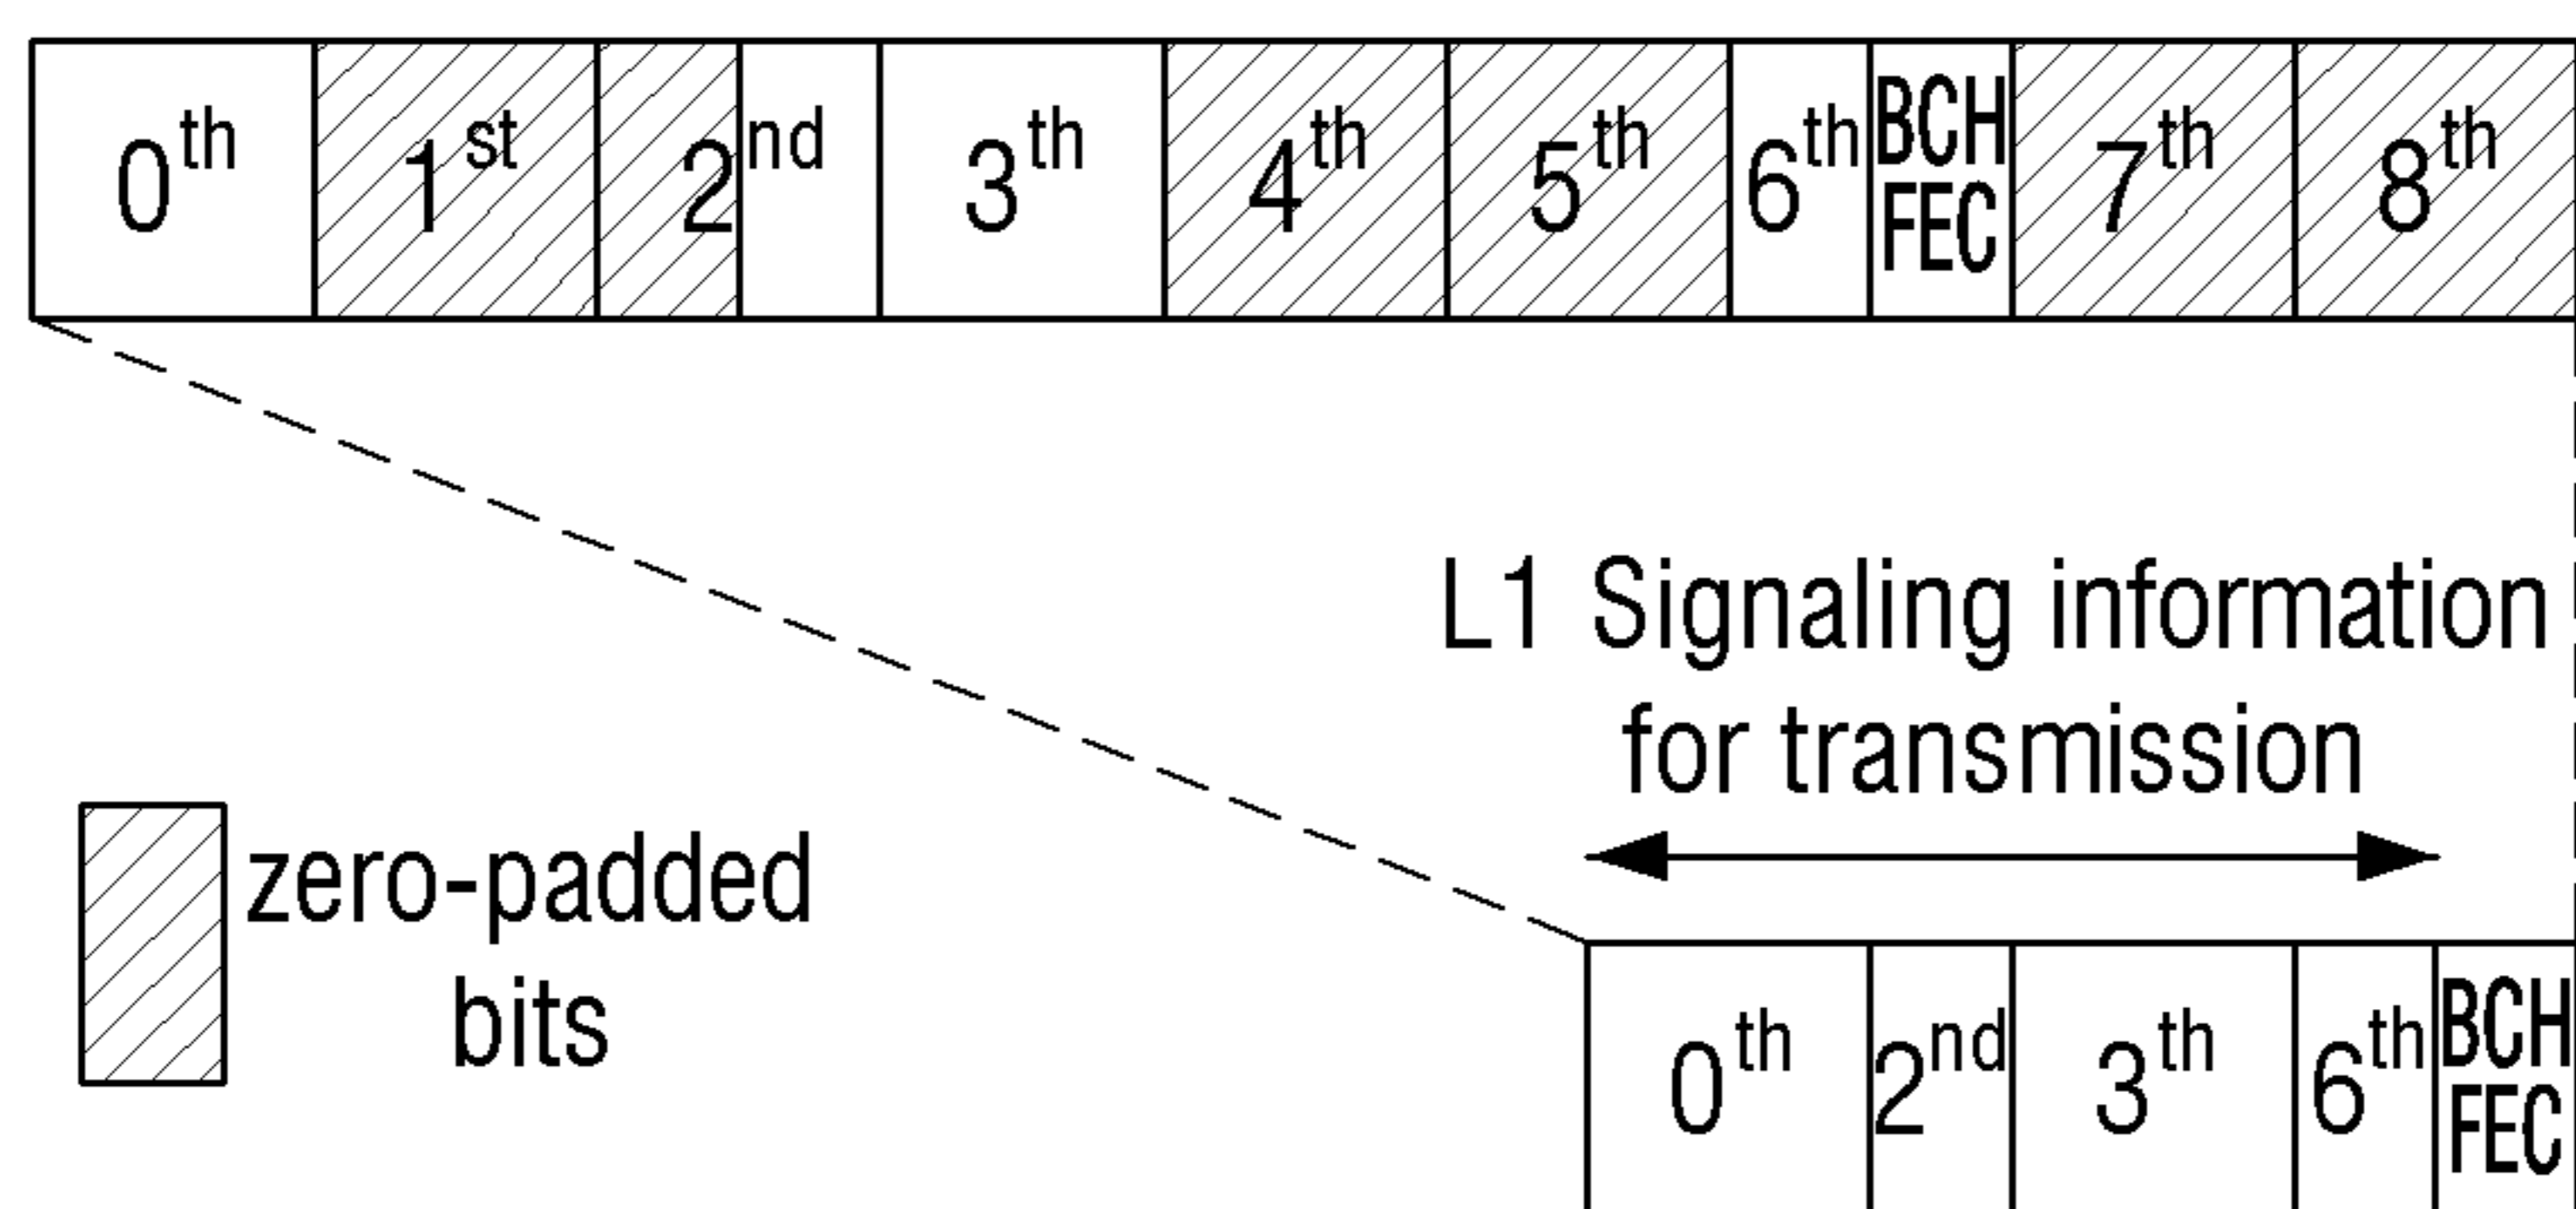 0th 1st 2nd 3th 4th 5th 6th BCH FEC 7th 8th
L1 Signaling information
for transmission
zero-padded
bits
0th 2nd 3th 6th BCH FEC